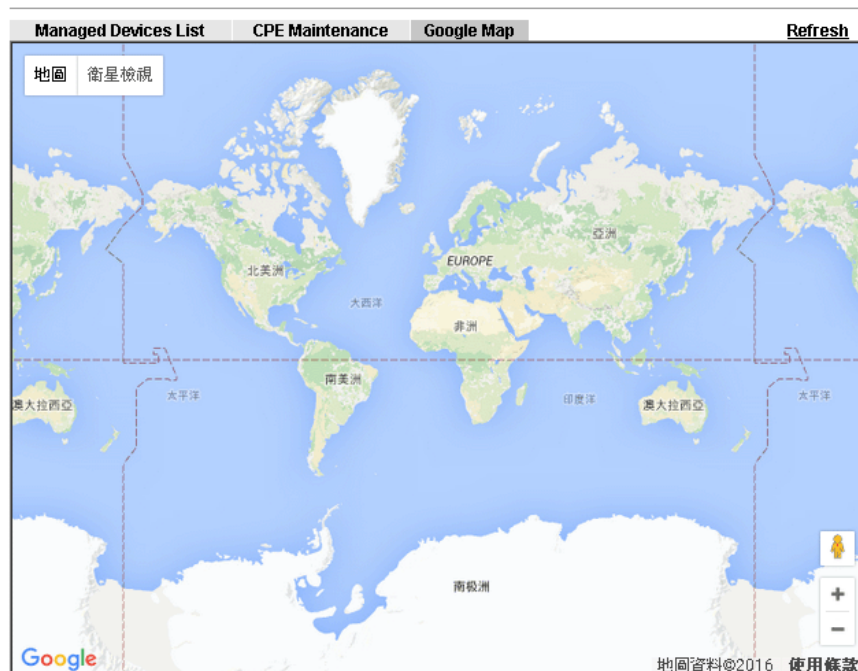 Managed Devices List CPE Maintenance Google Map Refresh
地圖 衛星檢視
亞洲
EUROPE
北美洲
大西洋
非洲
南美洲
太平洋 印度洋 太平洋
澳大拉西亞 澳大拉西亞
南极洲
+
−
Google 地圖資料©2016 使用條款